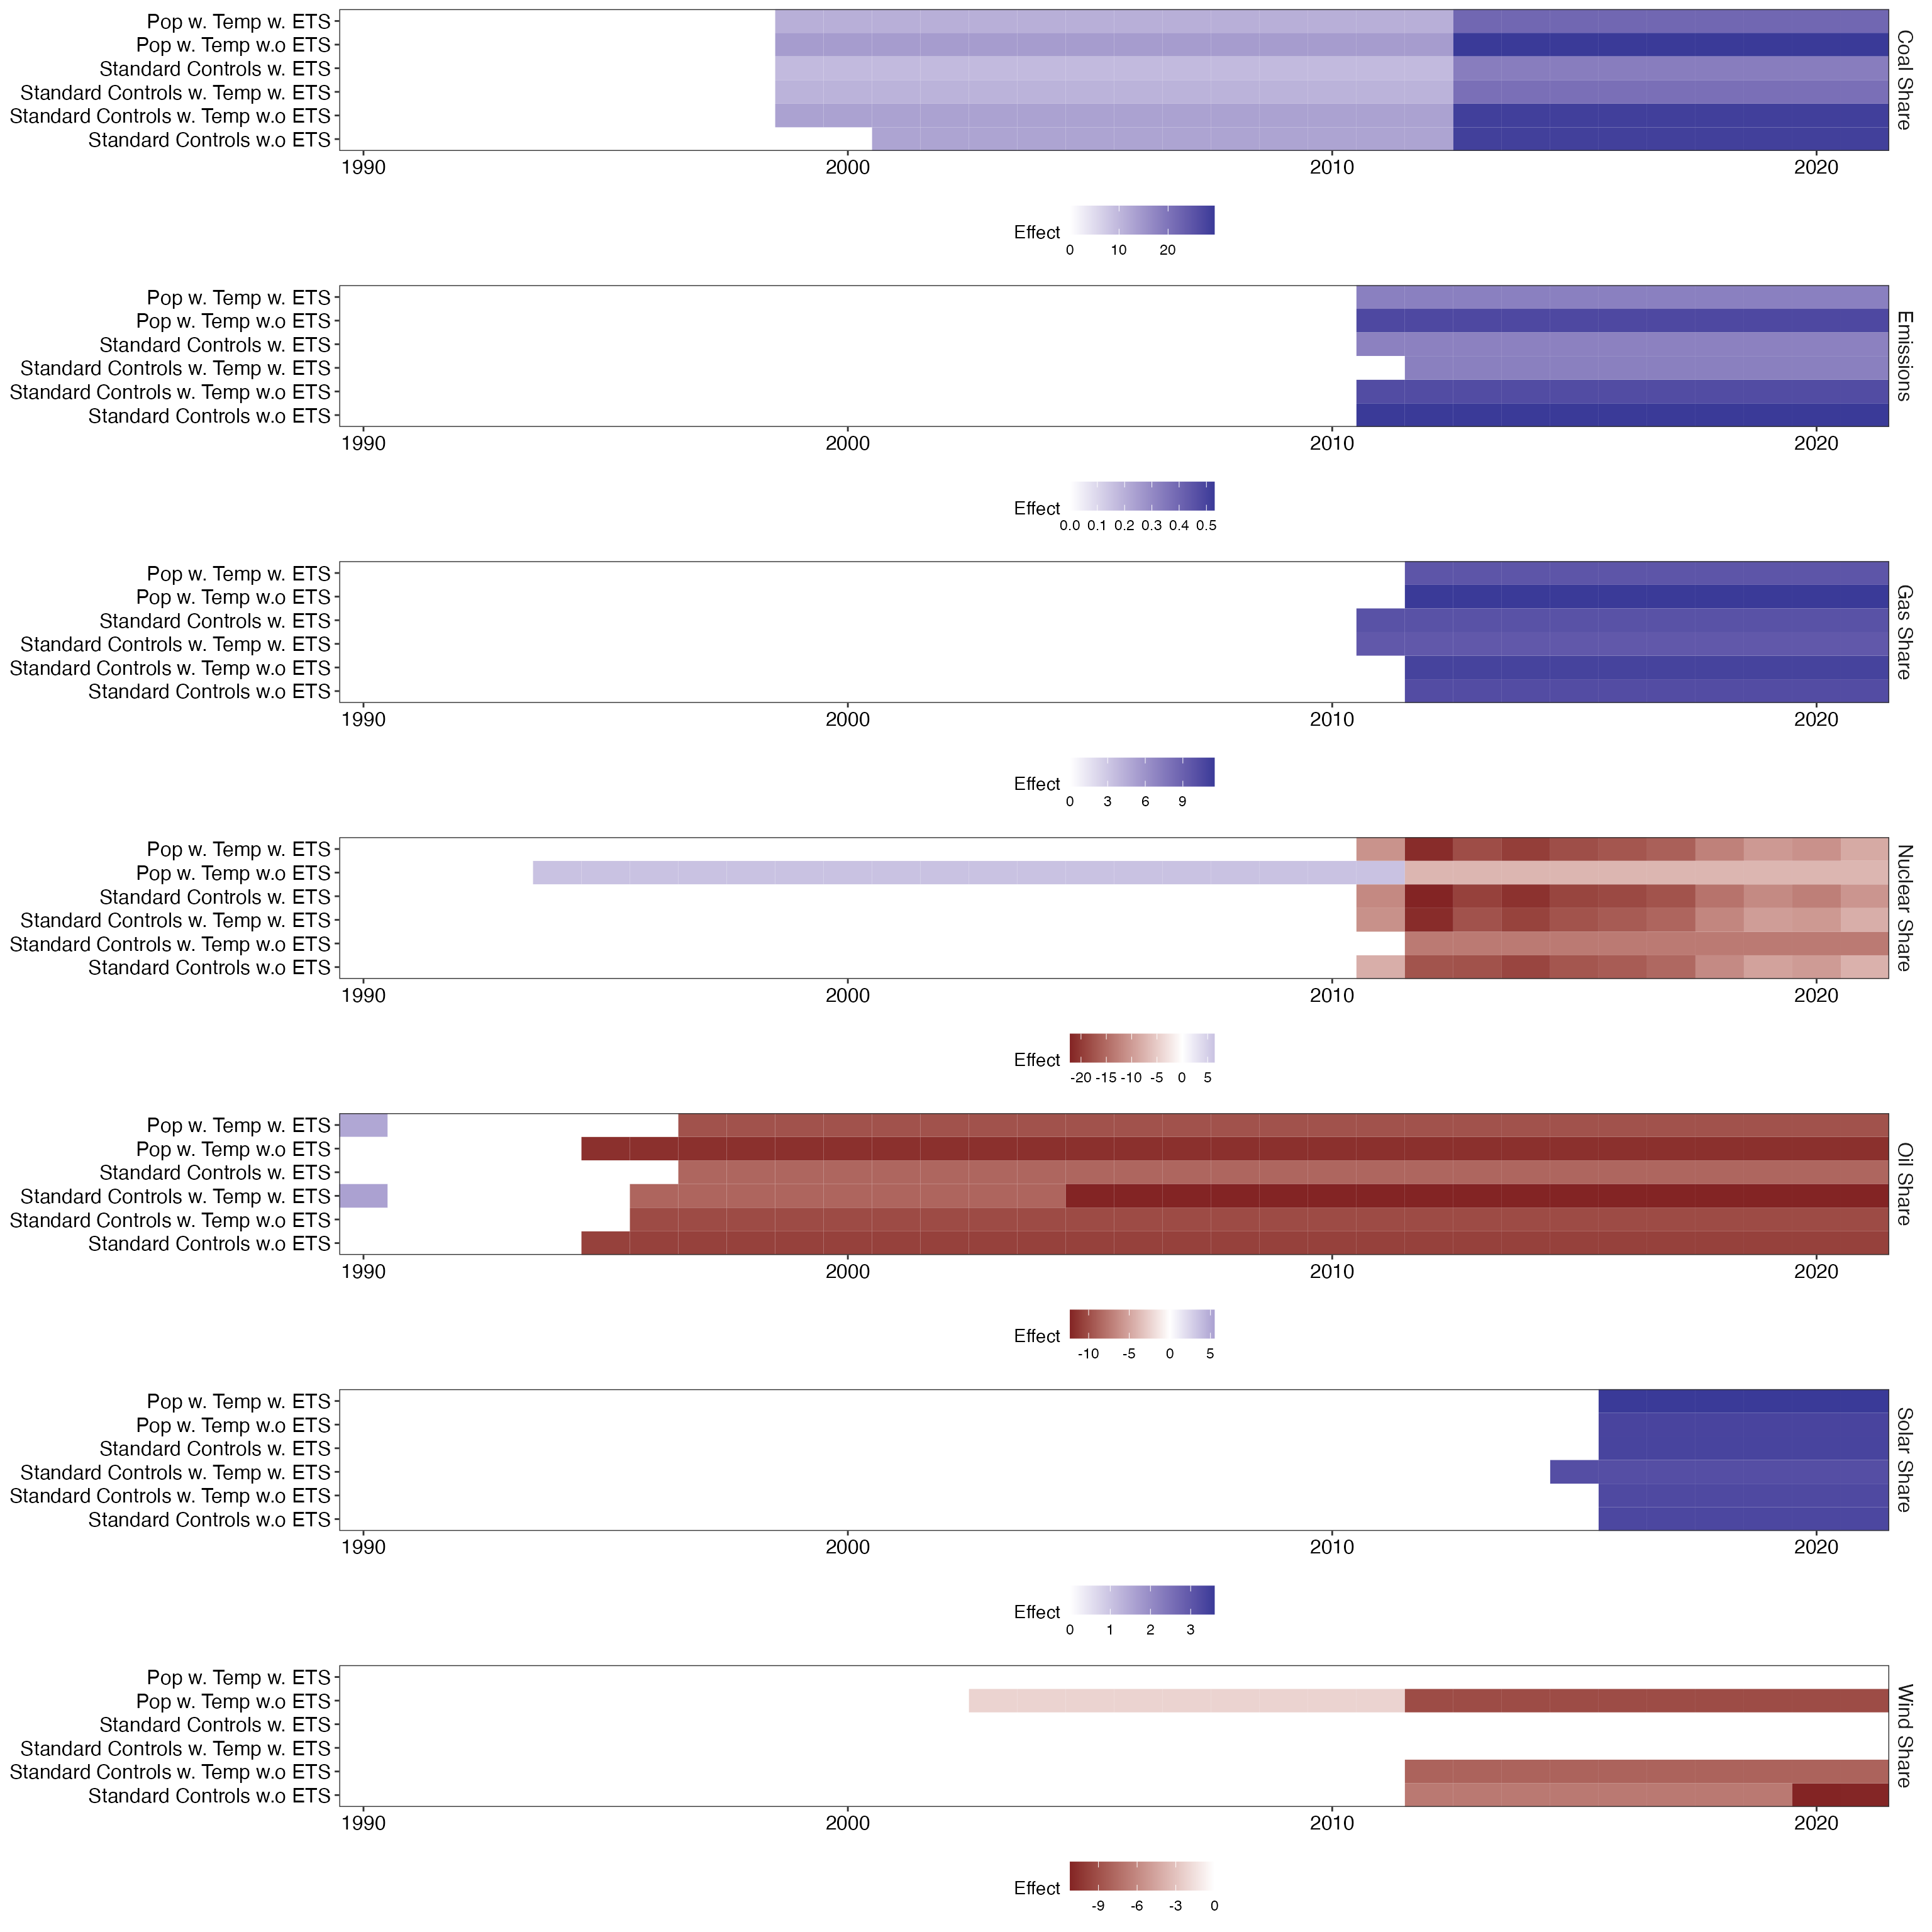 Pop w. Temp w. ETS
Pop w. Temp w.o ETS
Standard Controls w. ETS
Standard Controls w. Temp w. ETS
Standard Controls w. Temp w.o ETS
Standard Controls w.o ETS
Coal Share
1990 2000 2010 2020
Effect
0 10 20
Pop w. Temp w. ETS
Pop w. Temp w.o ETS
Standard Controls w. ETS
Standard Controls w. Temp w. ETS
Standard Controls w. Temp w.o ETS
Standard Controls w.o ETS
Emissions
1990 2000 2010 2020
Effect
0.0 0.1 0.2 0.3 0.4 0.5
Pop w. Temp w. ETS
Pop w. Temp w.o ETS
Standard Controls w. ETS
Standard Controls w. Temp w. ETS
Standard Controls w. Temp w.o ETS
Standard Controls w.o ETS
Gas Share
1990 2000 2010 2020
Effect
0 3 6 9
Pop w. Temp w. ETS
Pop w. Temp w.o ETS
Standard Controls w. ETS
Standard Controls w. Temp w. ETS
Standard Controls w. Temp w.o ETS
Standard Controls w.o ETS
Nuclear Share
1990 2000 2010 2020
Effect
-20 -15 -10 -5 0 5
Pop w. Temp w. ETS
Pop w. Temp w.o ETS
Standard Controls w. ETS
Standard Controls w. Temp w. ETS
Standard Controls w. Temp w.o ETS
Standard Controls w.o ETS
Oil Share
1990 2000 2010 2020
Effect
-10 -5 0 5
Pop w. Temp w. ETS
Pop w. Temp w.o ETS
Standard Controls w. ETS
Standard Controls w. Temp w. ETS
Standard Controls w. Temp w.o ETS
Standard Controls w.o ETS
Solar Share
1990 2000 2010 2020
Effect
0 1 2 3
Pop w. Temp w. ETS
Pop w. Temp w.o ETS
Standard Controls w. ETS
Standard Controls w. Temp w. ETS
Standard Controls w. Temp w.o ETS
Standard Controls w.o ETS
Wind Share
1990 2000 2010 2020
Effect
-9 -6 -3 0